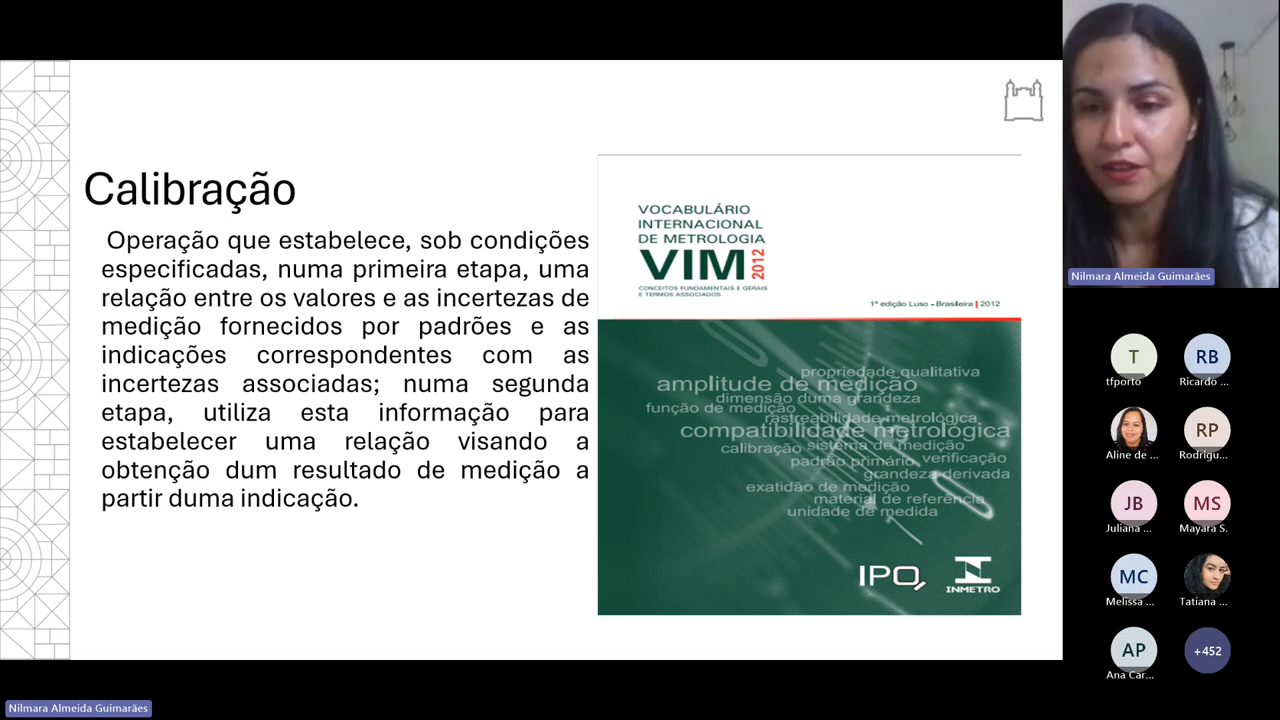 Calibração
Operação que estabelece, sob condições
especificadas, numa primeira etapa, uma
relação entre os valores e as incertezas de
medição fornecidos por padrões e as
indicações correspondentes com as
incertezas associadas; numa segunda
etapa, utiliza esta informação para
estabelecer uma relação visando a
obtenção dum resultado de medição a
partir duma indicação.
VOCABULÁRIO
INTERNACIONAL
DE METROLOGIA
VIM 2012
CONCEITOS FUNDAMENTAIS E GERAIS
E TERMOS ASSOCIADOS
1ª edição Luso - Brasileira | 2012
propriedade qualitativa
amplitude de medição
dimensão duma grandeza
função de medição
rastreabilidade metrológica
compatibilidade metrológica
calibração sistema de medição
padrão primário verificação
grandeza derivada
exatidão de medição
material de referência
unidade de medida
IPQ
INMETRO
Nilmara Almeida Guimarães
T
RB
tfporto
Ricardo ...
RP
Aline de ...
Rodrigu...
JB
MS
Juliana ...
Mayara S.
MC
Melissa ...
Tatiana ...
AP
+452
Ana Car...
Nilmara Almeida Guimarães